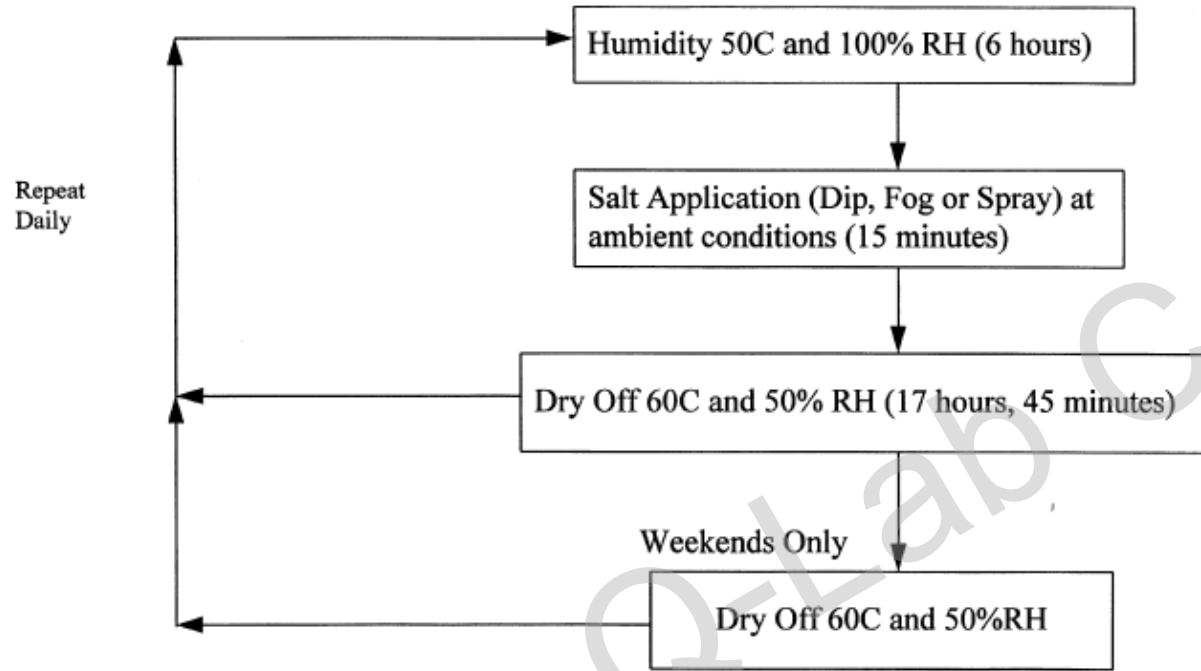 Humidity 50C and 100% RH (6 hours)
Repeat
Daily
Salt Application (Dip, Fog or Spray) at
ambient conditions (15 minutes)
Dry Off 60C and 50% RH (17 hours, 45 minutes)
Weekends Only
Dry Off 60C and 50%RH
Q-Lab C